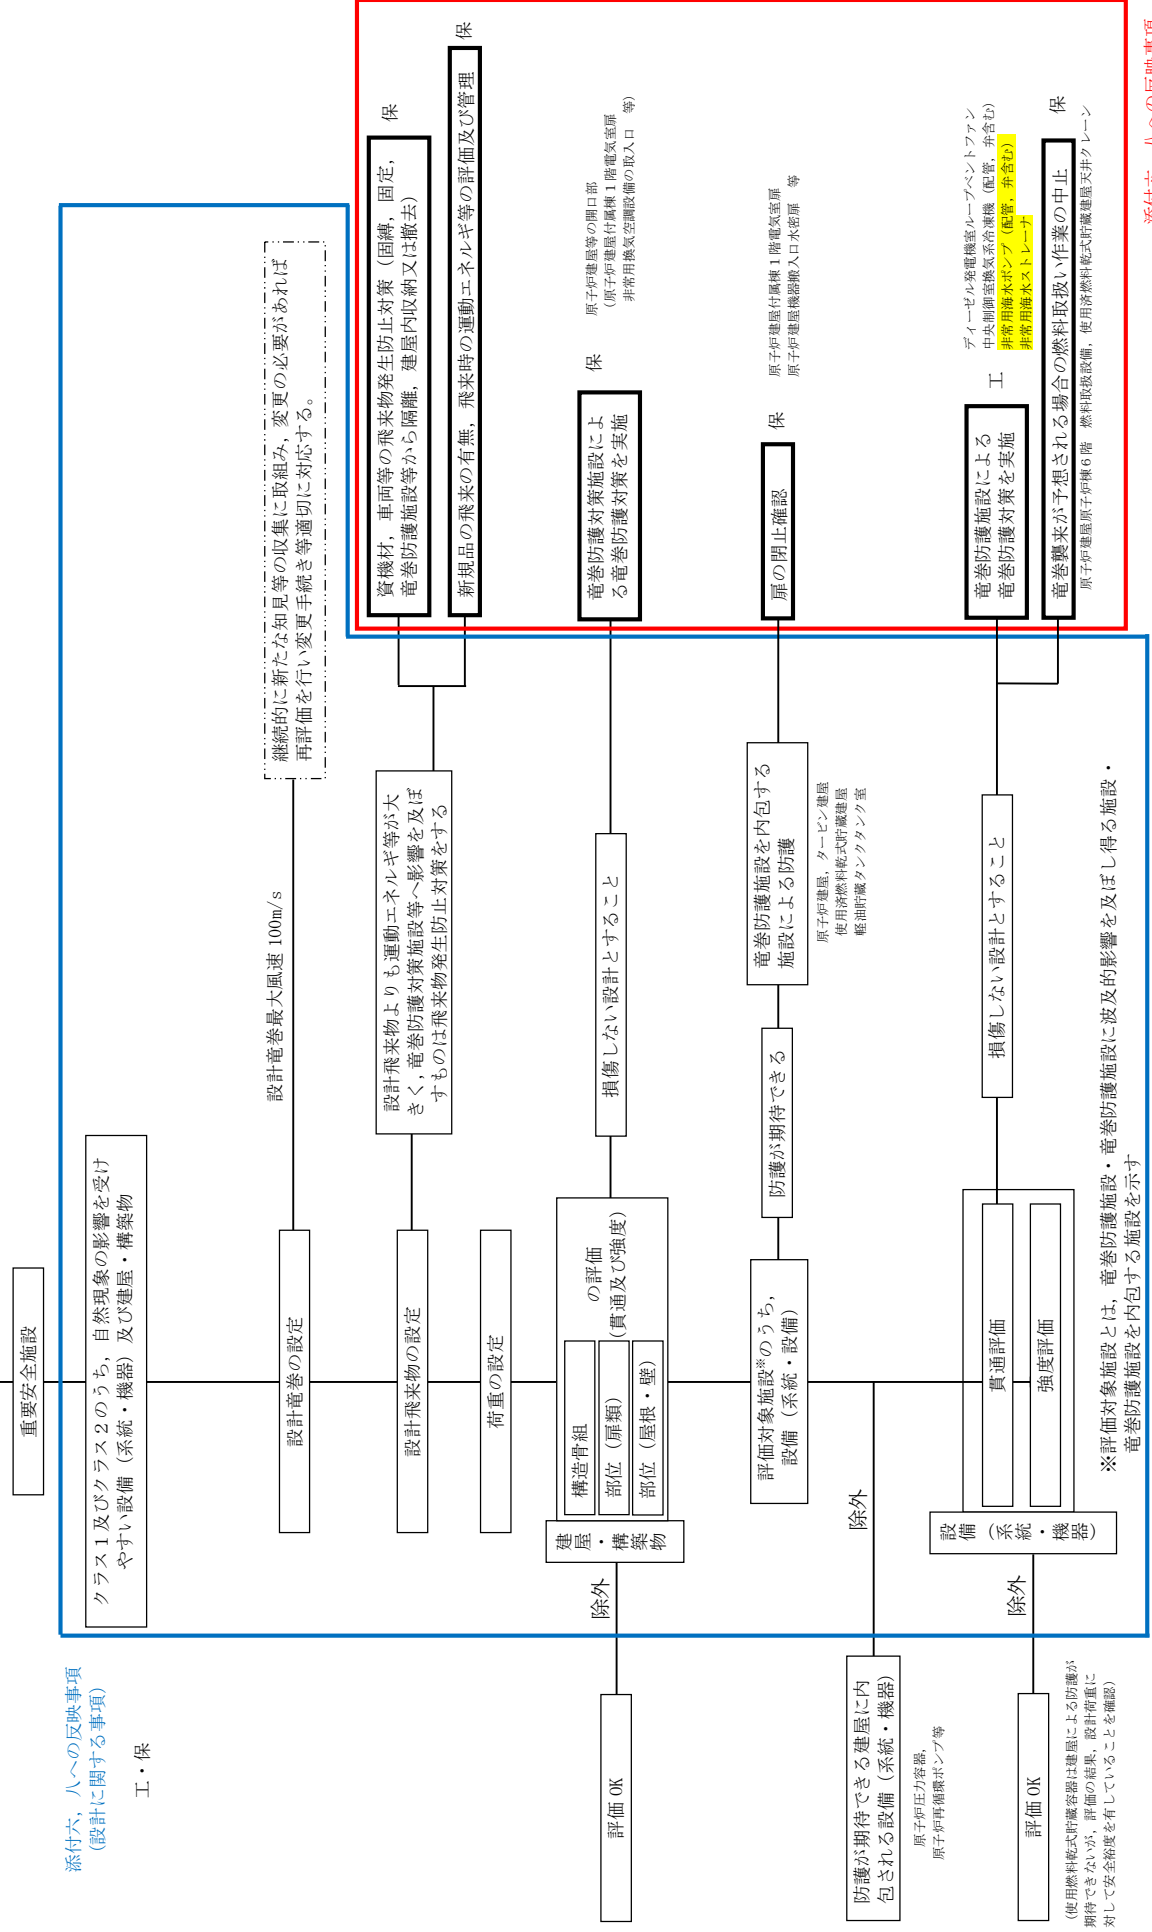 重要安全施設
クラス１及びクラス２のうち，自然現象の影響を受け
やすい設備（系統・機器）及び建屋・構築物
添付六，八への反映事項
（設計に関する事項）
工・保
設計竜巻の設定
設計竜巻最大風速 100m/s
継続的に新たな知見等の収集に取組み，変更の必要があれば
再評価を行い変更手続き等適切に対応する。
設計飛来物の設定
設計飛来物よりも運動エネルギ等が大
きく，竜巻防護対策施設等へ影響を及ぼ
すものは飛来物発生防止対策をする
資機材，車両等の飛来物発生防止対策（固縛，固定，
竜巻防護施設等から隔離，建屋内収納又は撤去）
保
新規品の飛来の有無，飛来時の運動エネルギ等の評価及び管理
保
荷重の設定
建屋・構築物
構造骨組
部位（扉類）
部位（屋根・壁）
の評価
（貫通及び強度）
除外
評価 OK
損傷しない設計とすること
竜巻防護対策施設によ
る竜巻防護対策を実施
保
原子炉建屋等の開口部
（原子炉建屋付属棟１階電気室扉
非常用換気空調設備の取入口　等）
評価対象施設※のうち，
設備（系統・設備）
防護が期待できる
竜巻防護施設を内包する
施設による防護
原子炉建屋，タービン建屋
使用済燃料乾式貯蔵建屋
軽油貯蔵タンクタンク室
扉の閉止確認
保
原子炉建屋付属棟１階電気室扉
原子炉建屋機器搬入口水密扉　等
除外
防護が期待できる建屋に内
包される設備（系統・機器）
原子炉圧力容器，
原子炉再循環ポンプ等
設備（系統・機器）
貫通評価
強度評価
除外
評価 OK
（使用燃料乾式貯蔵容器は建屋による防護が
期待できないが，評価の結果，設計荷重に
対して安全裕度を有していることを確認）
損傷しない設計とすること
竜巻防護施設による
竜巻防護対策を実施
工
ディーゼル発電機室ルーフベントファン
中央制御室換気系冷凍機（配管，弁含む）
非常用海水ポンプ（配管，弁含む）
非常用海水ストレーナ
竜巻襲来が予想される場合の燃料取扱い作業の中止
保
原子炉建屋原子炉棟６階　燃料取扱設備，使用済燃料乾式貯蔵建屋天井クレーン
※評価対象施設とは，竜巻防護施設・竜巻防護施設に波及的影響を及ぼし得る施設・
竜巻防護施設を内包する施設を示す
添付六，八への反映事項